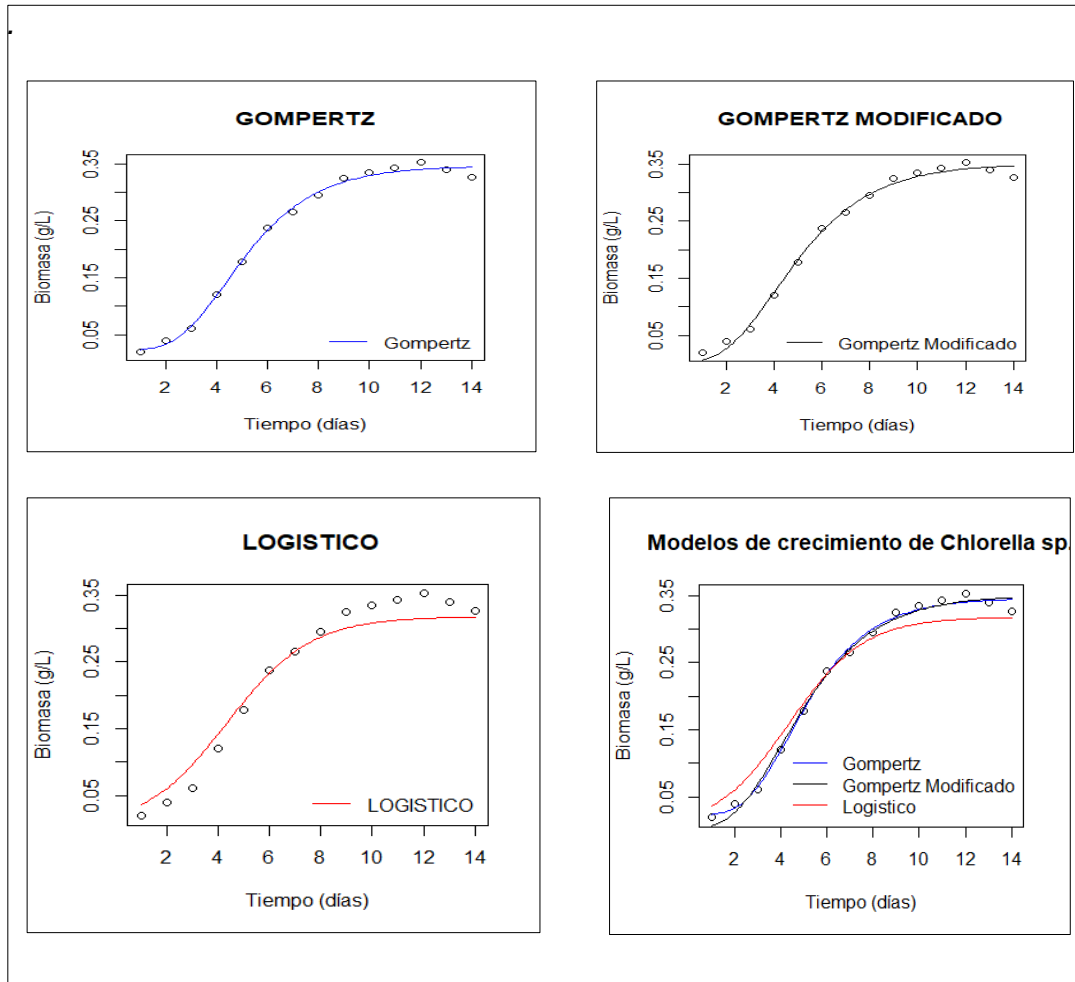 GOMPERTZ
Biomasa (g/L)
0.05 0.15 0.25 0.35
Gompertz
2 4 6 8 10 12 14
Tiempo (días)
GOMPERTZ MODIFICADO
Biomasa (g/L)
0.05 0.15 0.25 0.35
Gompertz Modificado
2 4 6 8 10 12 14
Tiempo (días)
LOGISTICO
Biomasa (g/L)
0.05 0.15 0.25 0.35
LOGISTICO
2 4 6 8 10 12 14
Tiempo (días)
Modelos de crecimiento de Chlorella sp.
Biomasa (g/L)
0.05 0.15 0.25 0.35
Gompertz
Gompertz Modificado
Logistico
2 4 6 8 10 12 14
Tiempo (días)